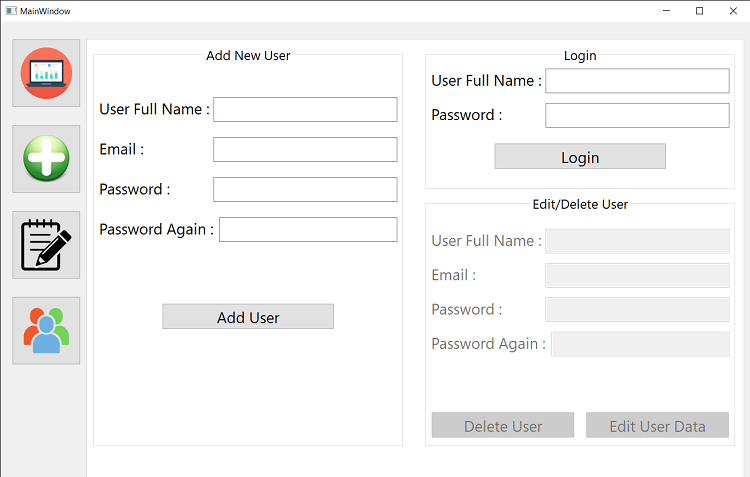 MainWindow
Add New User
User Full Name :
Email :
Password :
Password Again :
Add User
Login
User Full Name :
Password :
Login
Edit/Delete User
User Full Name :
Email :
Password :
Password Again :
Delete User
Edit User Data